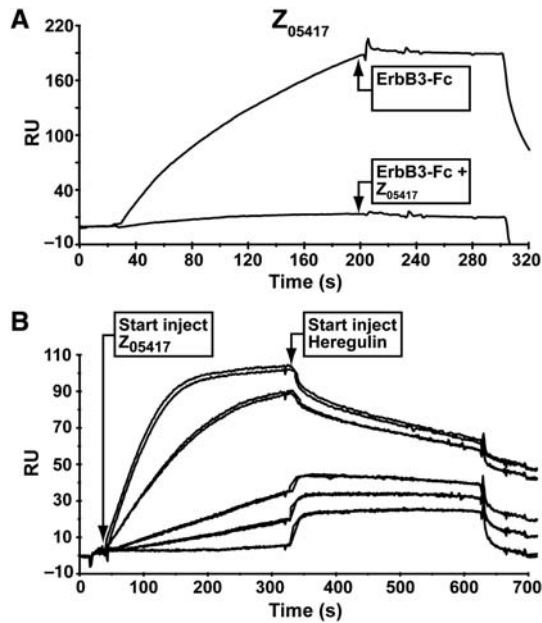 A
Z05417
RU
220
160
100
40
–10
ErbB3-Fc
ErbB3-Fc +
Z05417
0 40 80 120 160 200 240 280 320
Time (s)
B
Start inject
Z05417
Start inject
Heregulin
RU
110
90
70
50
30
10
–10
0 100 200 300 400 500 600 700
Time (s)